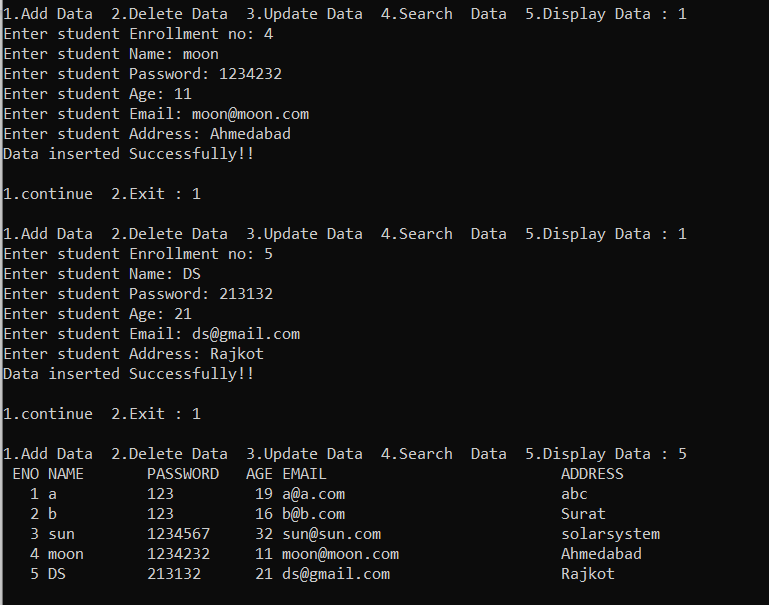 1.Add Data  2.Delete Data  3.Update Data  4.Search  Data  5.Display Data : 1
Enter student Enrollment no: 4
Enter student Name: moon
Enter student Password: 1234232
Enter student Age: 11
Enter student Email: moon@moon.com
Enter student Address: Ahmedabad
Data inserted Successfully!!
1.continue  2.Exit : 1
1.Add Data  2.Delete Data  3.Update Data  4.Search  Data  5.Display Data : 1
Enter student Enrollment no: 5
Enter student Name: DS
Enter student Password: 213132
Enter student Age: 21
Enter student Email: ds@gmail.com
Enter student Address: Rajkot
Data inserted Successfully!!
1.continue  2.Exit : 1
1.Add Data  2.Delete Data  3.Update Data  4.Search  Data  5.Display Data : 5
ENO NAME       PASSWORD   AGE EMAIL                          ADDRESS
1 a          123         19 a@a.com                        abc
2 b          123         16 b@b.com                        Surat
3 sun        1234567     32 sun@sun.com                    solarsystem
4 moon       1234232     11 moon@moon.com                  Ahmedabad
5 DS         213132      21 ds@gmail.com                   Rajkot